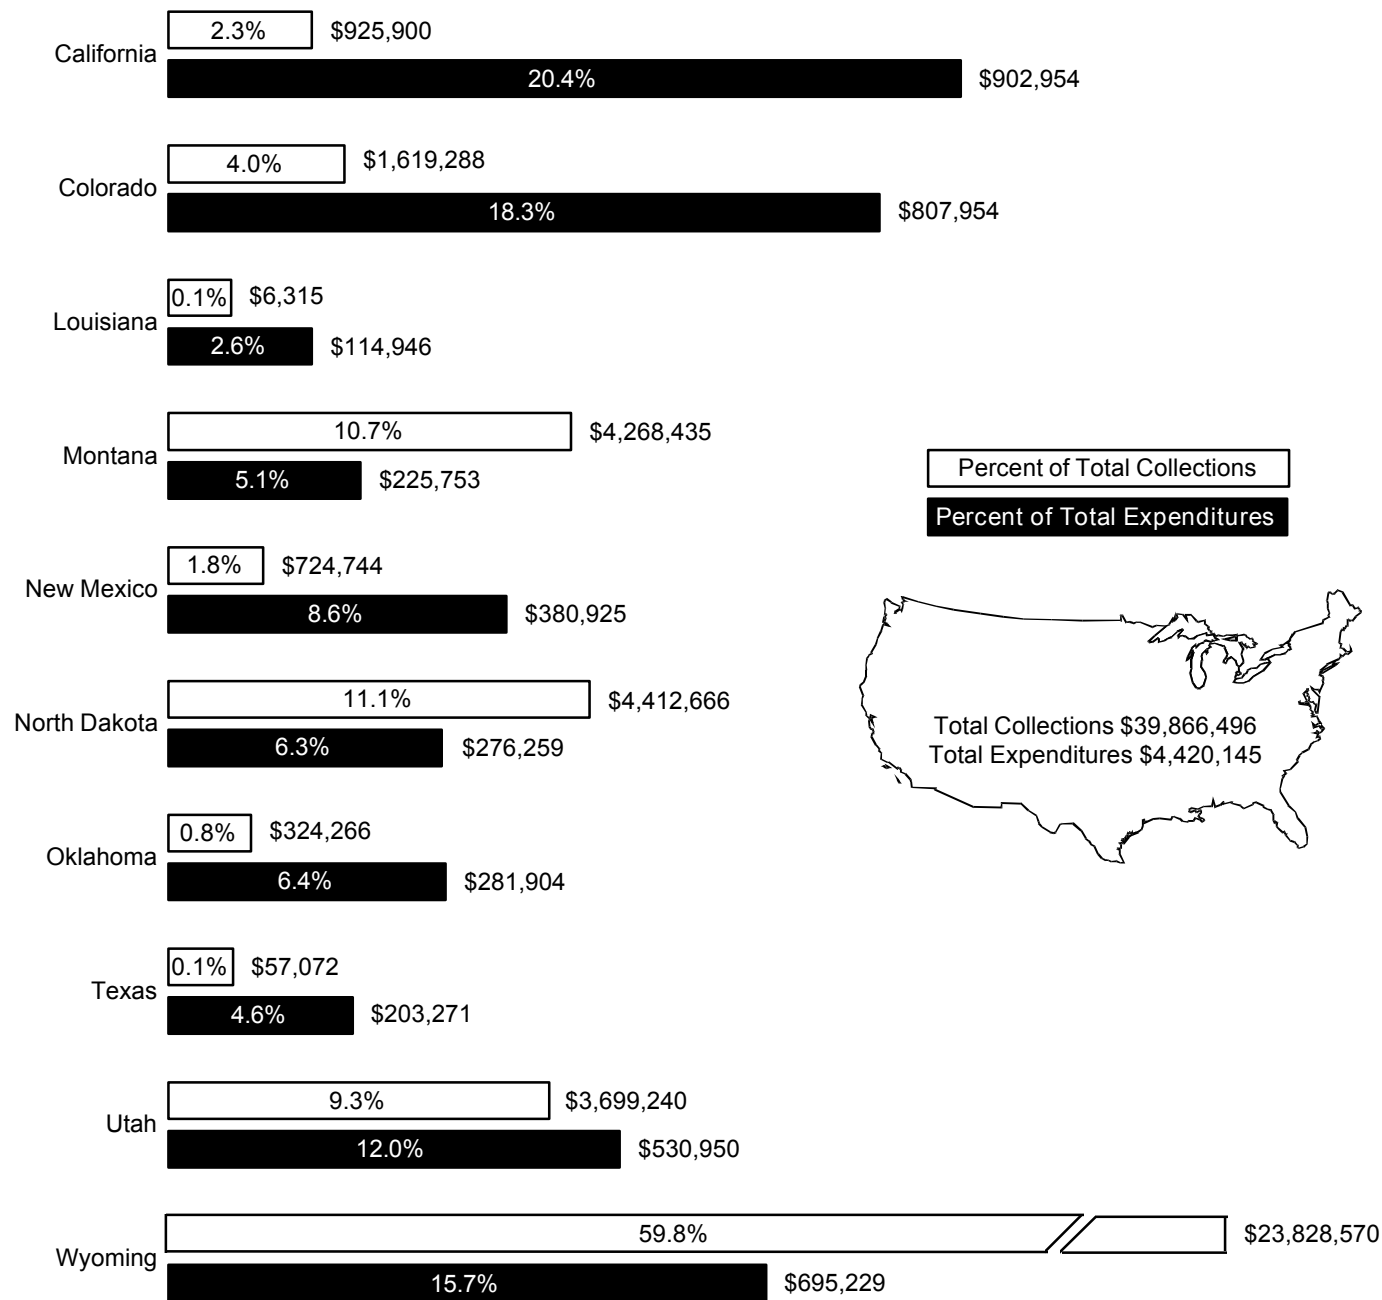 2.3% $925,900
California
20.4% $902,954
4.0% $1,619,288
Colorado
18.3% $807,954
0.1% $6,315
Louisiana
2.6% $114,946
10.7% $4,268,435
Montana
5.1% $225,753
Percent of Total Collections
Percent of Total Expenditures
1.8% $724,744
New Mexico
8.6% $380,925
11.1% $4,412,666
North Dakota
6.3% $276,259
Total Collections $39,866,496
Total Expenditures $4,420,145
0.8% $324,266
Oklahoma
6.4% $281,904
0.1% $57,072
Texas
4.6% $203,271
9.3% $3,699,240
Utah
12.0% $530,950
59.8% $23,828,570
Wyoming
15.7% $695,229